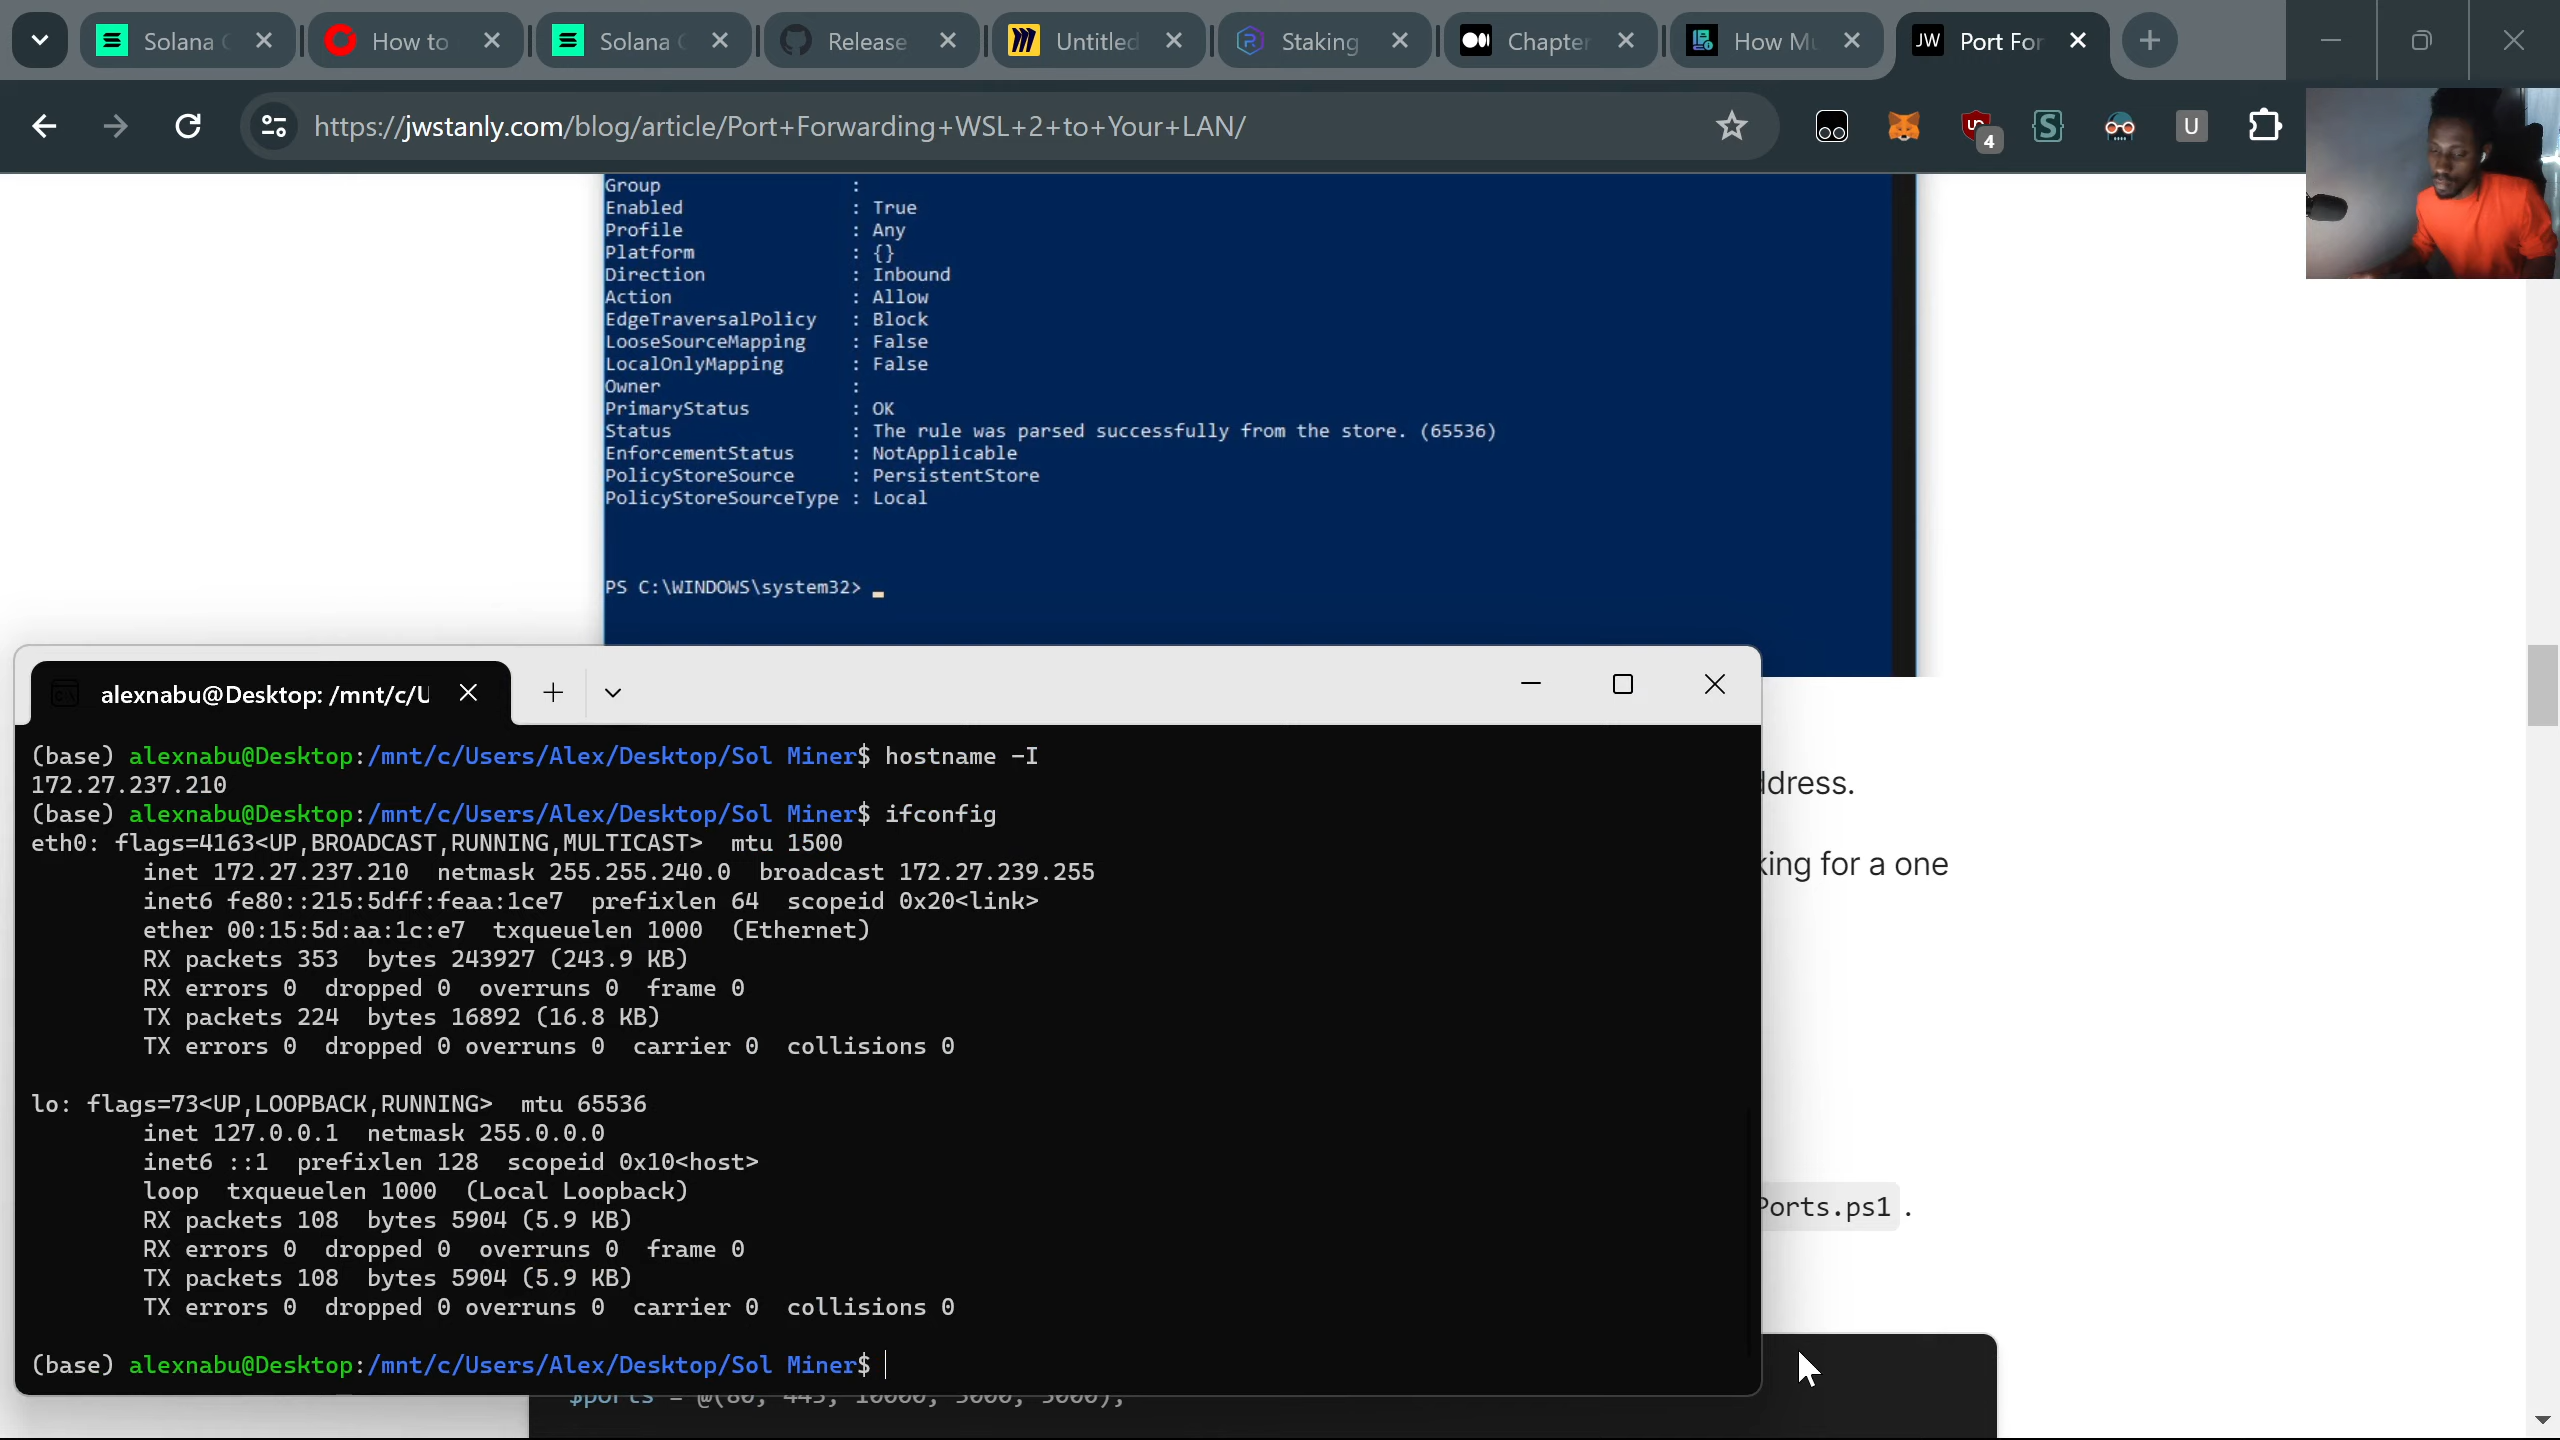 Solana
How to
Solana
Release
Untitled
Staking
Chapter
How Mu
JW Port For
https://jwstanly.com/blog/article/Port+Forwarding+WSL+2+to+Your+LAN/
4
U
Group :
Enabled : True
Profile : Any
Platform : {}
Direction : Inbound
Action : Allow
EdgeTraversalPolicy : Block
LooseSourceMapping : False
LocalOnlyMapping : False
Owner :
PrimaryStatus : OK
Status : The rule was parsed successfully from the store. (65536)
EnforcementStatus : NotApplicable
PolicyStoreSource : PersistentStore
PolicyStoreSourceType : Local
PS C:\WINDOWS\system32> _
alexnabu@Desktop: /mnt/c/U
ddress.
king for a one
Ports.ps1 .
(base) alexnabu@Desktop:/mnt/c/Users/Alex/Desktop/Sol Miner$ hostname -I
172.27.237.210
(base) alexnabu@Desktop:/mnt/c/Users/Alex/Desktop/Sol Miner$ ifconfig
eth0: flags=4163<UP,BROADCAST,RUNNING,MULTICAST>  mtu 1500
inet 172.27.237.210  netmask 255.255.240.0  broadcast 172.27.239.255
inet6 fe80::215:5dff:feaa:1ce7  prefixlen 64  scopeid 0x20<link>
ether 00:15:5d:aa:1c:e7  txqueuelen 1000  (Ethernet)
RX packets 353  bytes 243927 (243.9 KB)
RX errors 0  dropped 0  overruns 0  frame 0
TX packets 224  bytes 16892 (16.8 KB)
TX errors 0  dropped 0 overruns 0  carrier 0  collisions 0
lo: flags=73<UP,LOOPBACK,RUNNING>  mtu 65536
inet 127.0.0.1  netmask 255.0.0.0
inet6 ::1  prefixlen 128  scopeid 0x10<host>
loop  txqueuelen 1000  (Local Loopback)
RX packets 108  bytes 5904 (5.9 KB)
RX errors 0  dropped 0  overruns 0  frame 0
TX packets 108  bytes 5904 (5.9 KB)
TX errors 0  dropped 0 overruns 0  carrier 0  collisions 0
(base) alexnabu@Desktop:/mnt/c/Users/Alex/Desktop/Sol Miner$